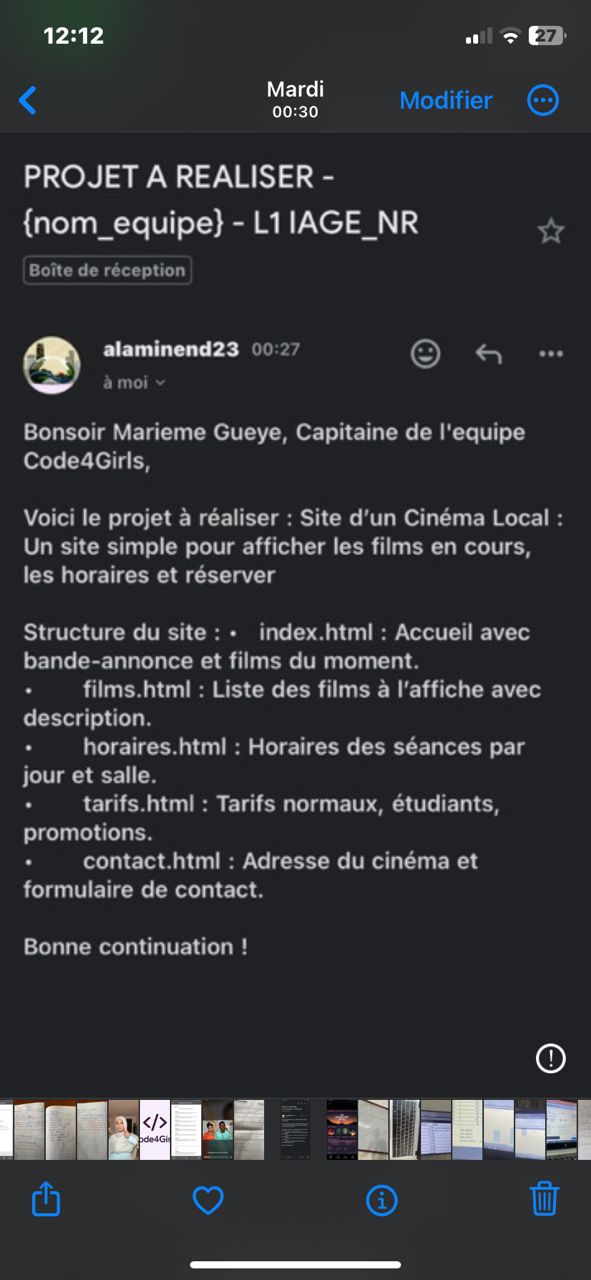 12:12
27
Mardi
00:30
Modifier
PROJET A REALISER -
{nom_equipe} - L1 IAGE_NR
Boîte de réception
alaminend23 00:27
à moi
Bonsoir Marieme Gueye, Capitaine de l'equipe
Code4Girls,
Voici le projet à réaliser : Site d’un Cinéma Local :
Un site simple pour afficher les films en cours,
les horaires et réserver
Structure du site : • index.html : Accueil avec
bande-annonce et films du moment.
• films.html : Liste des films à l’affiche avec
description.
• horaires.html : Horaires des séances par
jour et salle.
• tarifs.html : Tarifs normaux, étudiants,
promotions.
• contact.html : Adresse du cinéma et
formulaire de contact.
Bonne continuation !